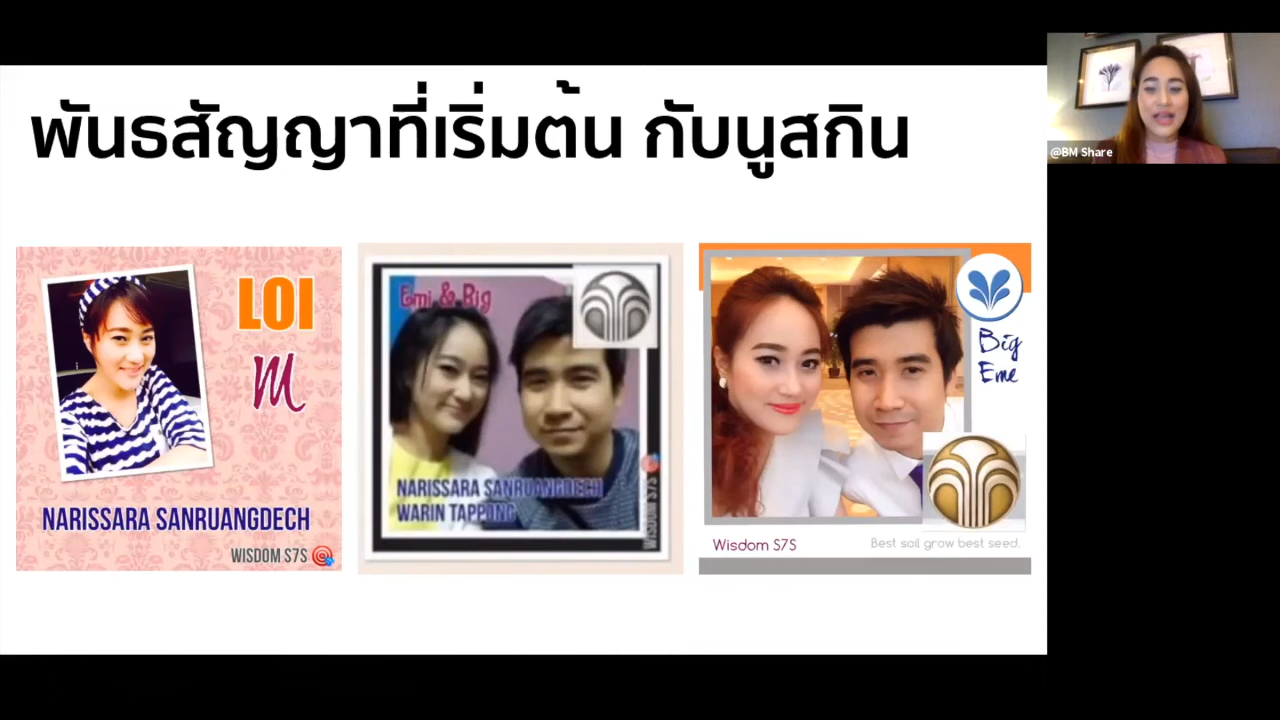 พันธสัญญาที่เริ่มต้น กับนูสกิน
@BM Share
LOI
M
NARISSARA SANRUANGDECH
WISDOM S7S
Emi & Big
NARISSARA SANRUANGDECH
WARIN TAPPONG
WISDOM S7S
Big
Eme
Wisdom S7S
Best soil grow best seed.